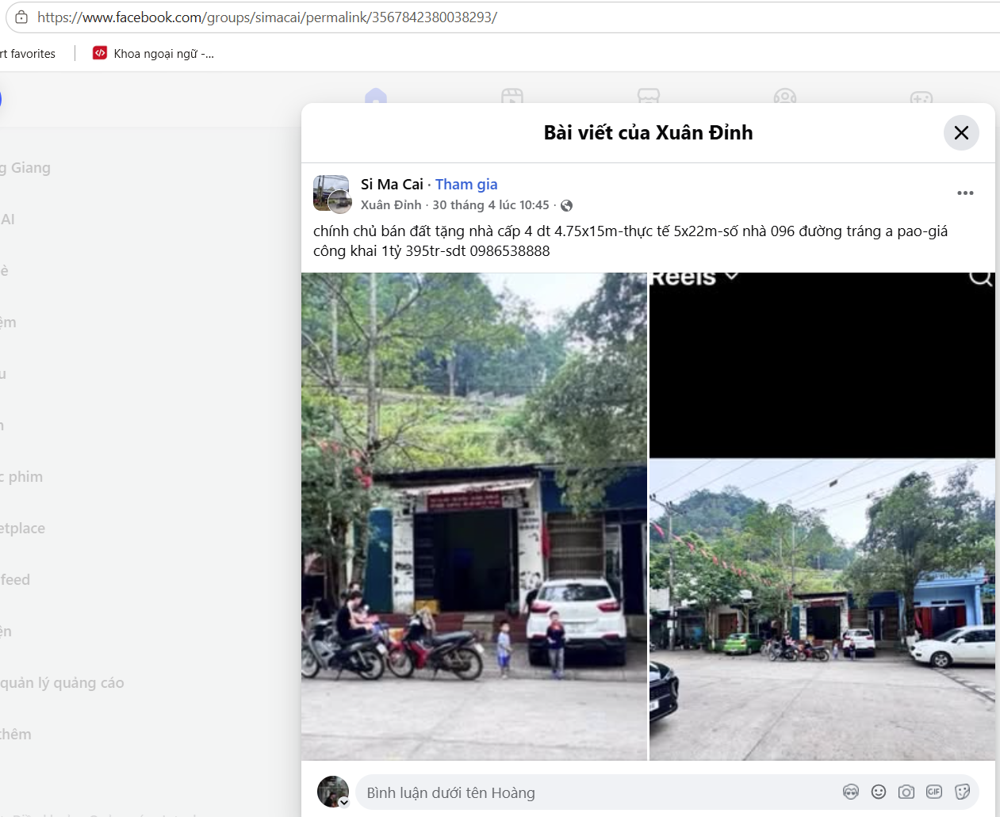 https://www.facebook.com/groups/simacai/permalink/3567842380038293/
rt favorites
Khoa ngoại ngữ -...
Bài viết của Xuân Đỉnh
g Giang
Si Ma Cai · Tham gia
Xuân Đỉnh · 30 tháng 4 lúc 10:45 ·
AI
chính chủ bán đất tặng nhà cấp 4 dt 4.75x15m-thực tế 5x22m-số nhà 096 đường tráng a pao-giá
công khai 1tỷ 395tr-sdt 0986538888
è
Reels
ệm
u
n
c phim
etplace
feed
ện
quản lý quảng cáo
thêm
Bình luận dưới tên Hoàng
GIF